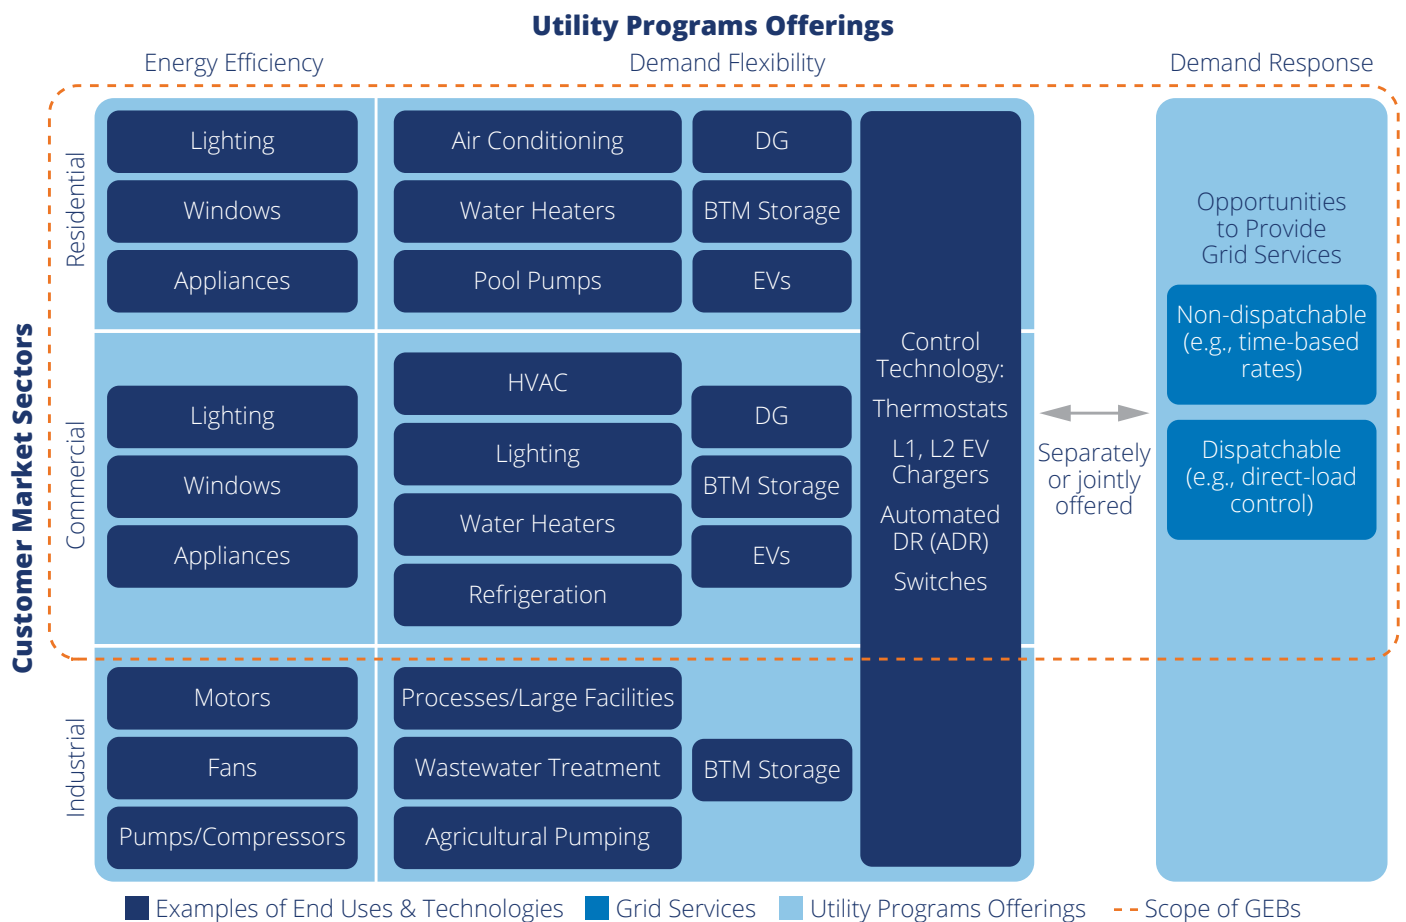 Utility Programs Offerings
Energy Efficiency
Demand Flexibility
Demand Response
Customer Market Sectors
Residential
Lighting
Windows
Appliances
Air Conditioning
Water Heaters
Pool Pumps
DG
BTM Storage
EVs
Commercial
Lighting
Windows
Appliances
HVAC
Lighting
Water Heaters
Refrigeration
DG
BTM Storage
EVs
Industrial
Motors
Fans
Pumps/Compressors
Processes/Large Facilities
Wastewater Treatment
Agricultural Pumping
BTM Storage
Control
Technology:
Thermostats
L1, L2 EV
Chargers
Automated
DR (ADR)
Switches
Separately
or jointly
offered
Opportunities
to Provide
Grid Services
Non-dispatchable
(e.g., time-based
rates)
Dispatchable
(e.g., direct-load
control)
Examples of End Uses & Technologies
Grid Services
Utility Programs Offerings
Scope of GEBs